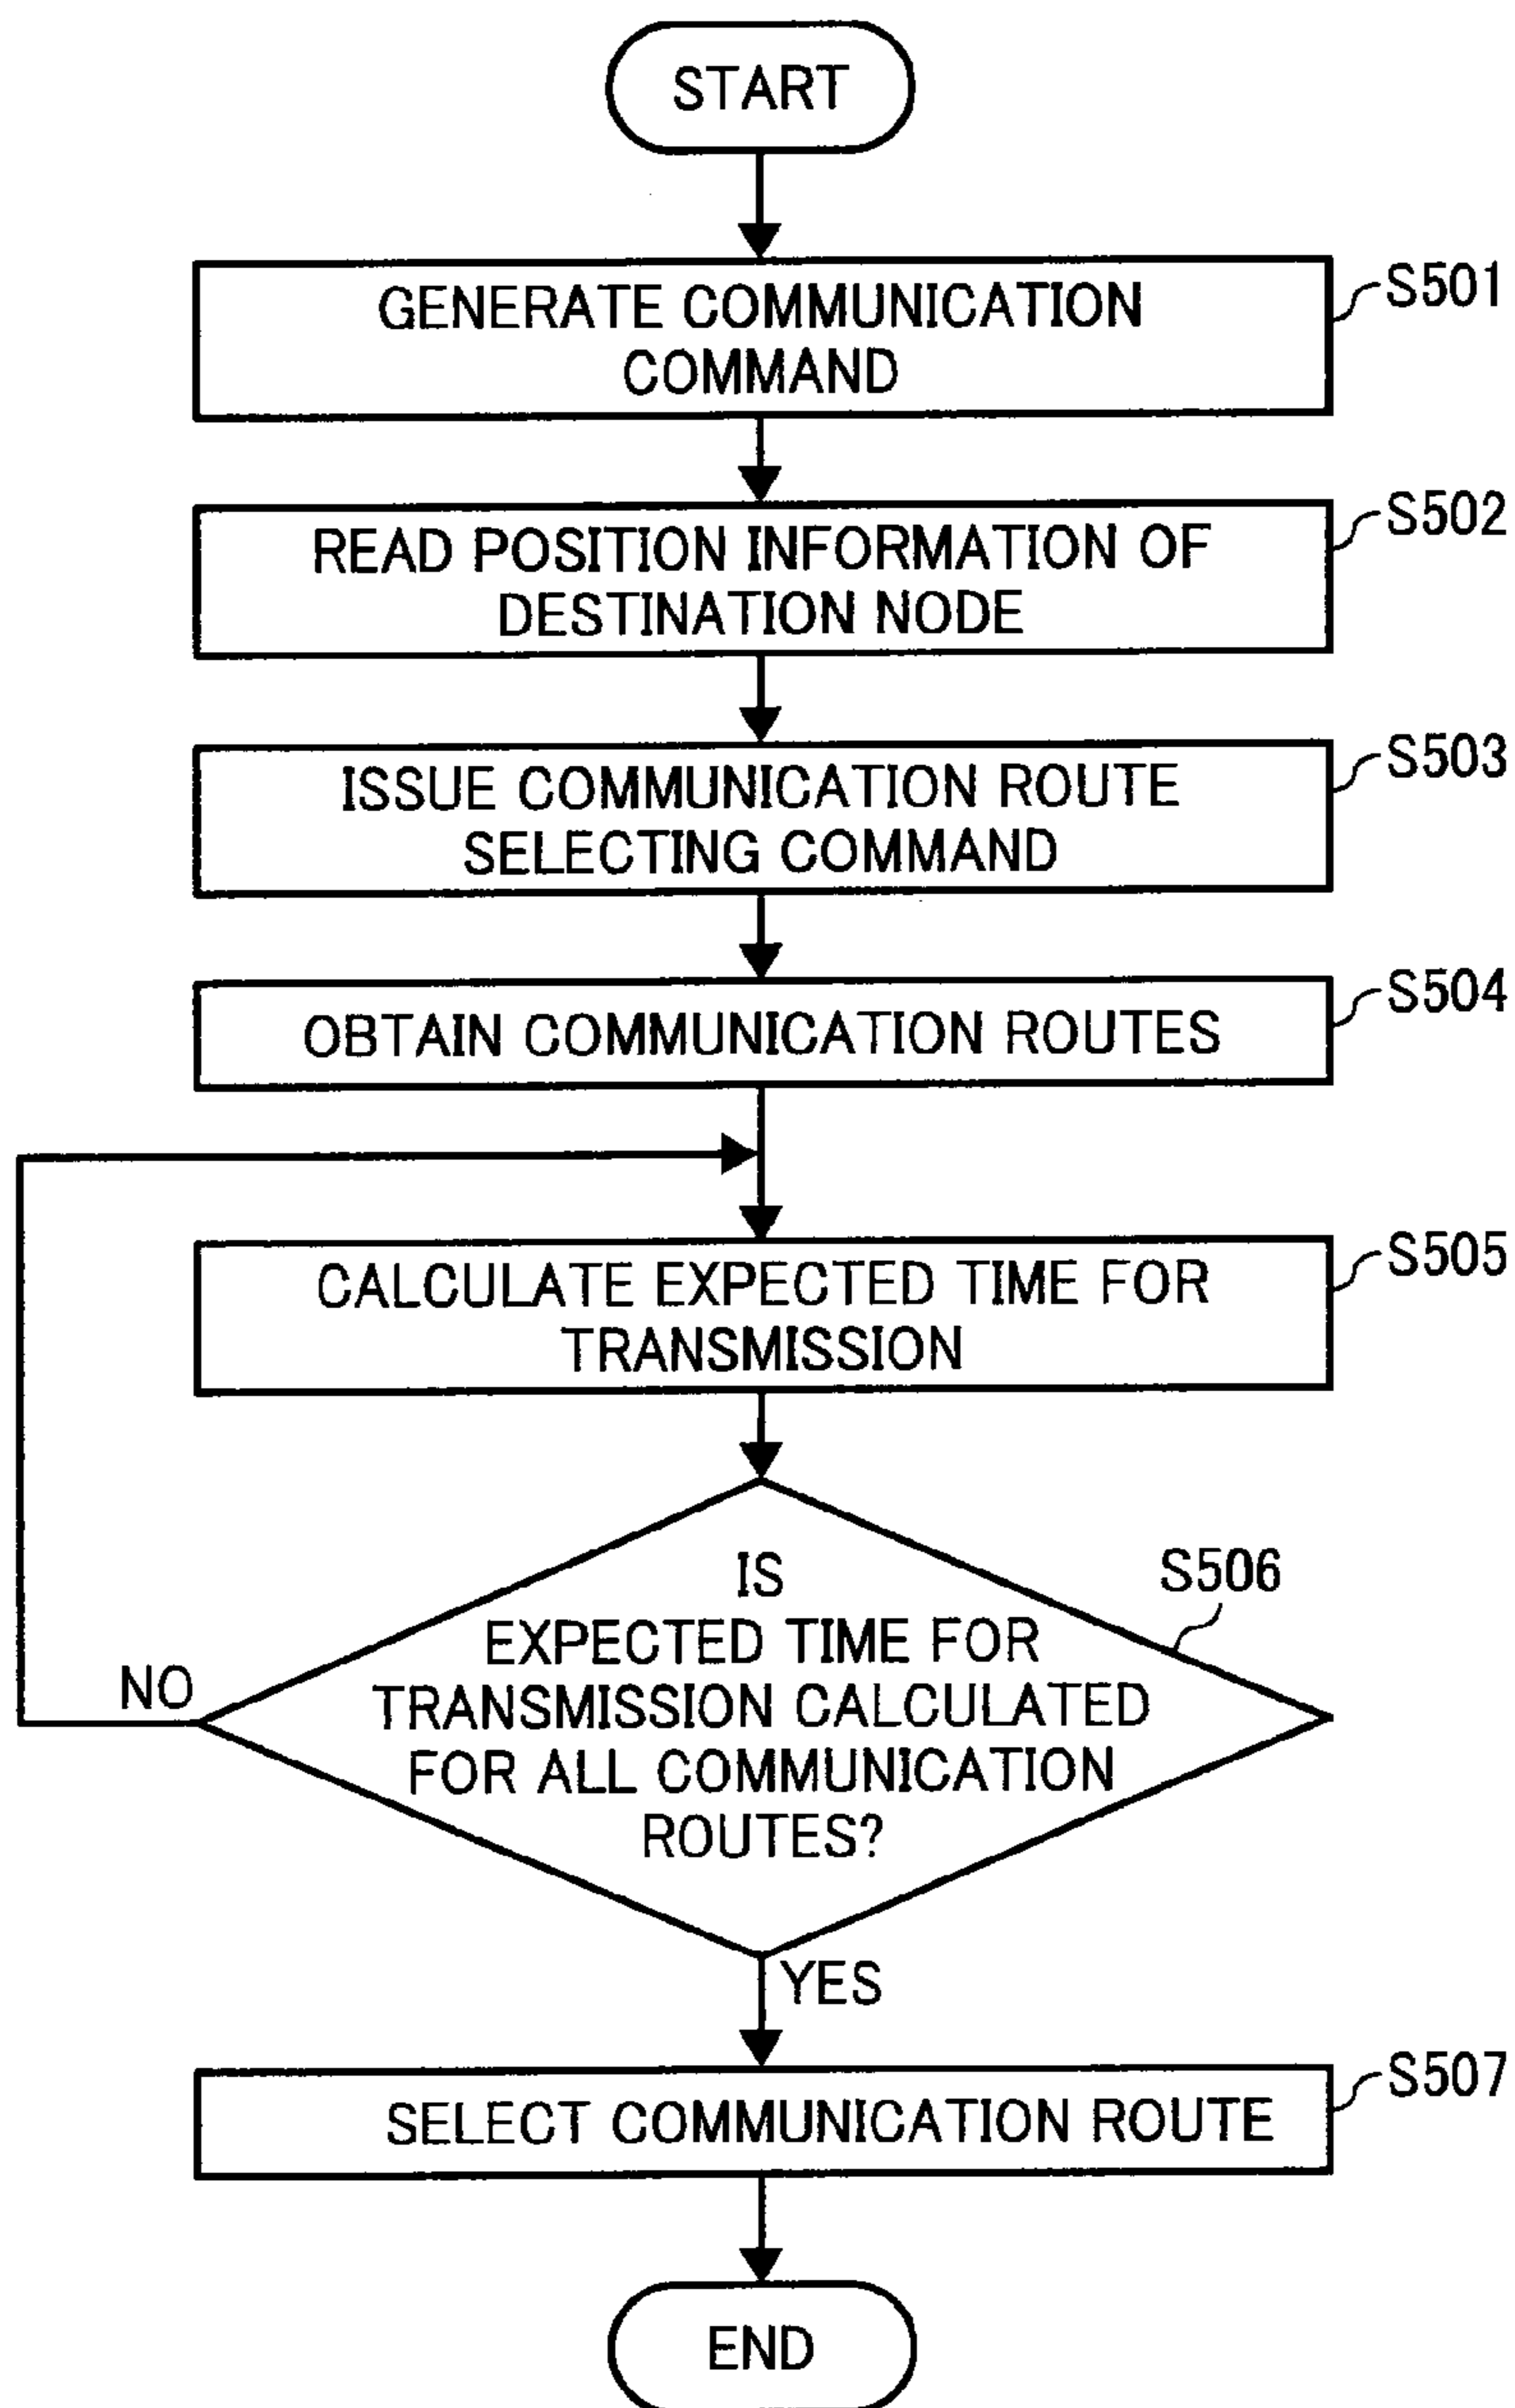 START
GENERATE COMMUNICATION
COMMAND
S501
READ POSITION INFORMATION OF
DESTINATION NODE
S502
ISSUE COMMUNICATION ROUTE
SELECTING COMMAND
S503
OBTAIN COMMUNICATION ROUTES
S504
CALCULATE EXPECTED TIME FOR
TRANSMISSION
S505
IS
EXPECTED TIME FOR
TRANSMISSION CALCULATED
FOR ALL COMMUNICATION
ROUTES?
S506
NO
YES
SELECT COMMUNICATION ROUTE
S507
END